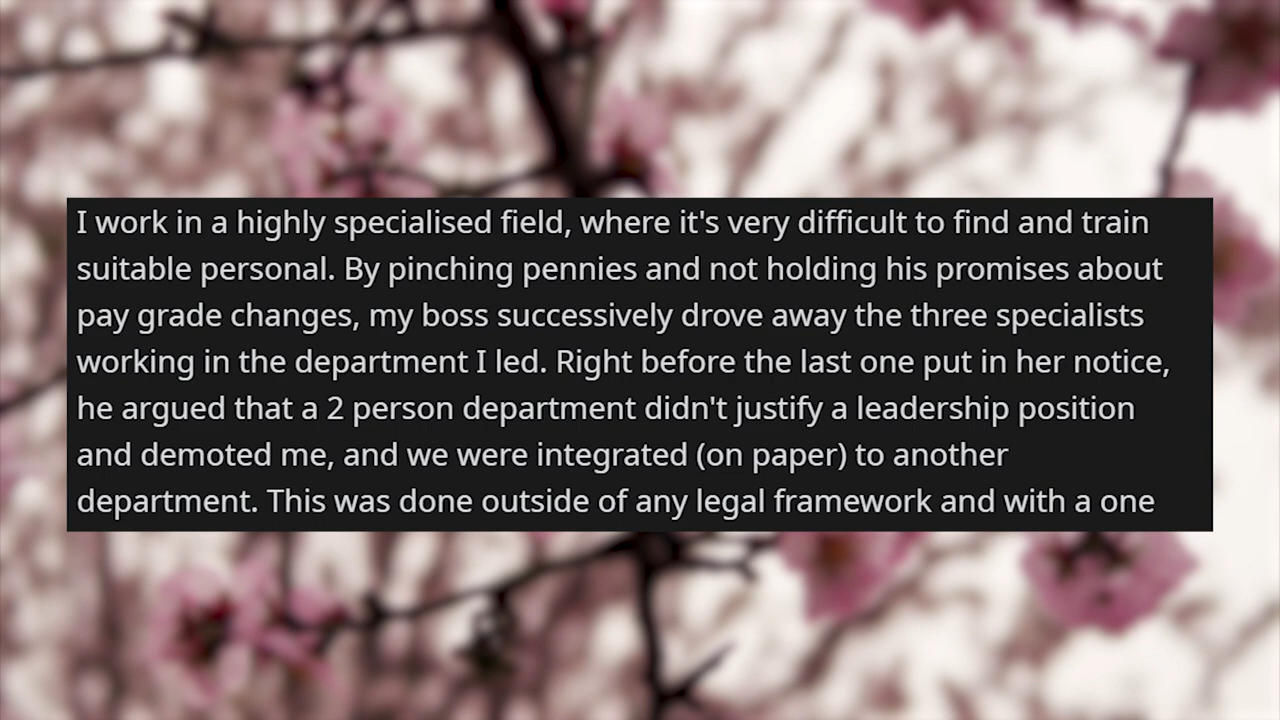 I work in a highly specialised field, where it's very difficult to find and train
suitable personal. By pinching pennies and not holding his promises about
pay grade changes, my boss successively drove away the three specialists
working in the department I led. Right before the last one put in her notice,
he argued that a 2 person department didn't justify a leadership position
and demoted me, and we were integrated (on paper) to another
department. This was done outside of any legal framework and with a one